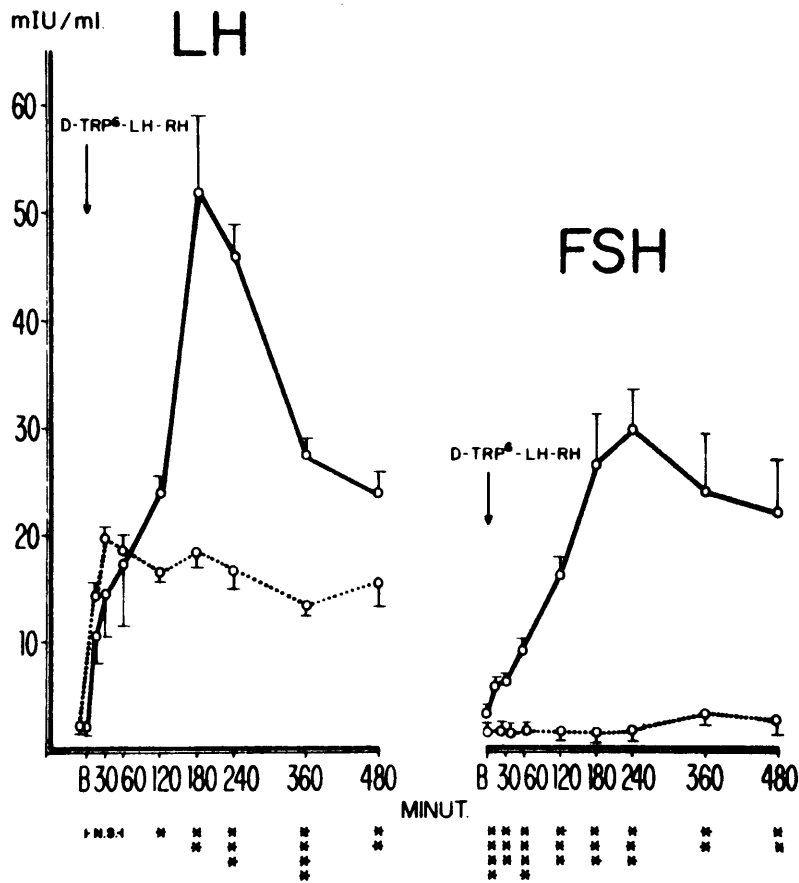 mIU/ml.
LH
60
D-TRP⁶-LH-RH
50
FSH
40
30
D-TRP⁶-LH-RH
20
10
B 30 60 120 180 240 360 480
B 30 60 120 180 240 360 480
MINUT.
N.S. * ** *** **** **
**** *** **** *** *** *** ** **